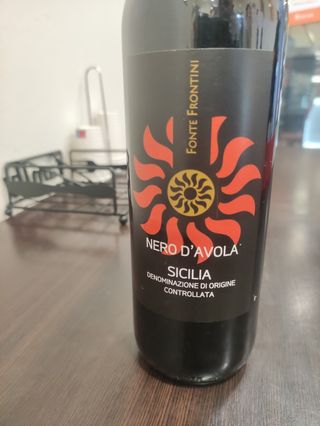 FONTE FRONTINI
NERO D'AVOLA
SICILIA
DENOMINAZIONE DI ORIGINE
CONTROLLATA